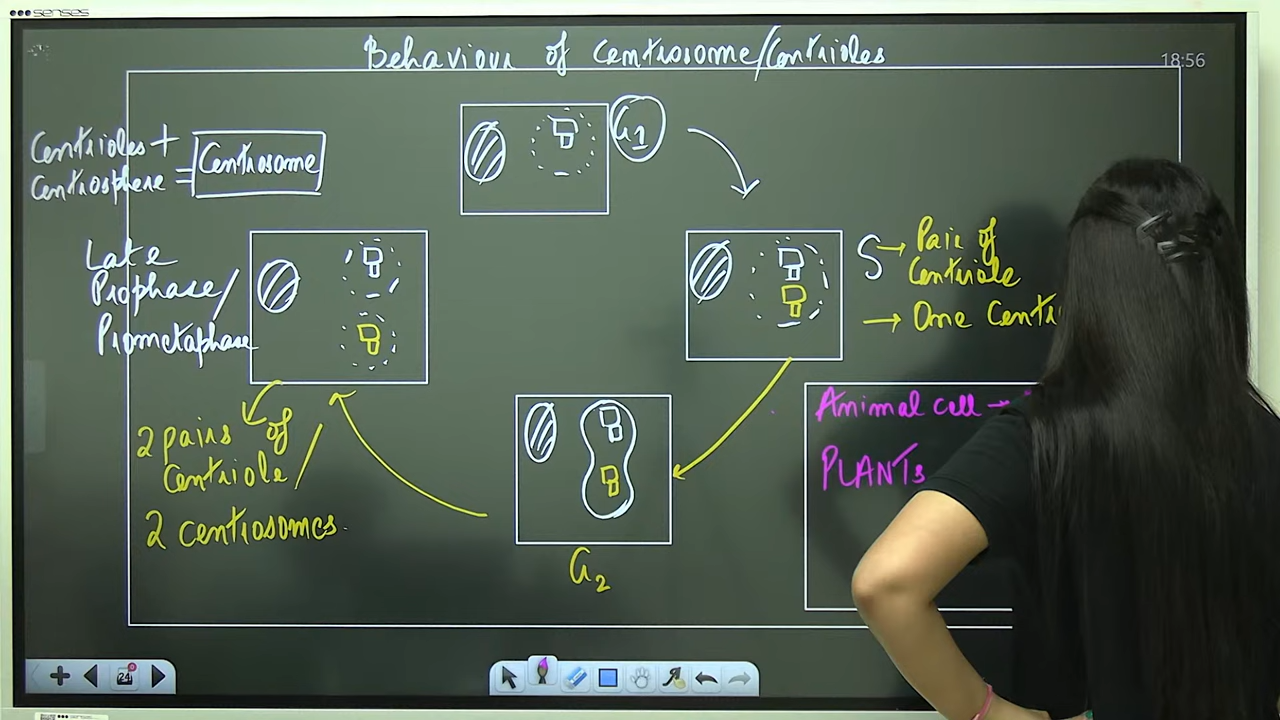 senses
Behaviour of Centrosome/Centrioles
18:56
G1
Centrioles +
Centrosphere =
Centrosome
Late
Prophase/
Prometaphase
S → Pair of
Centriole
→ One
Animal cell →
PLANTs
2 pairs of
Centriole/
2 centrosomes.
G2
24